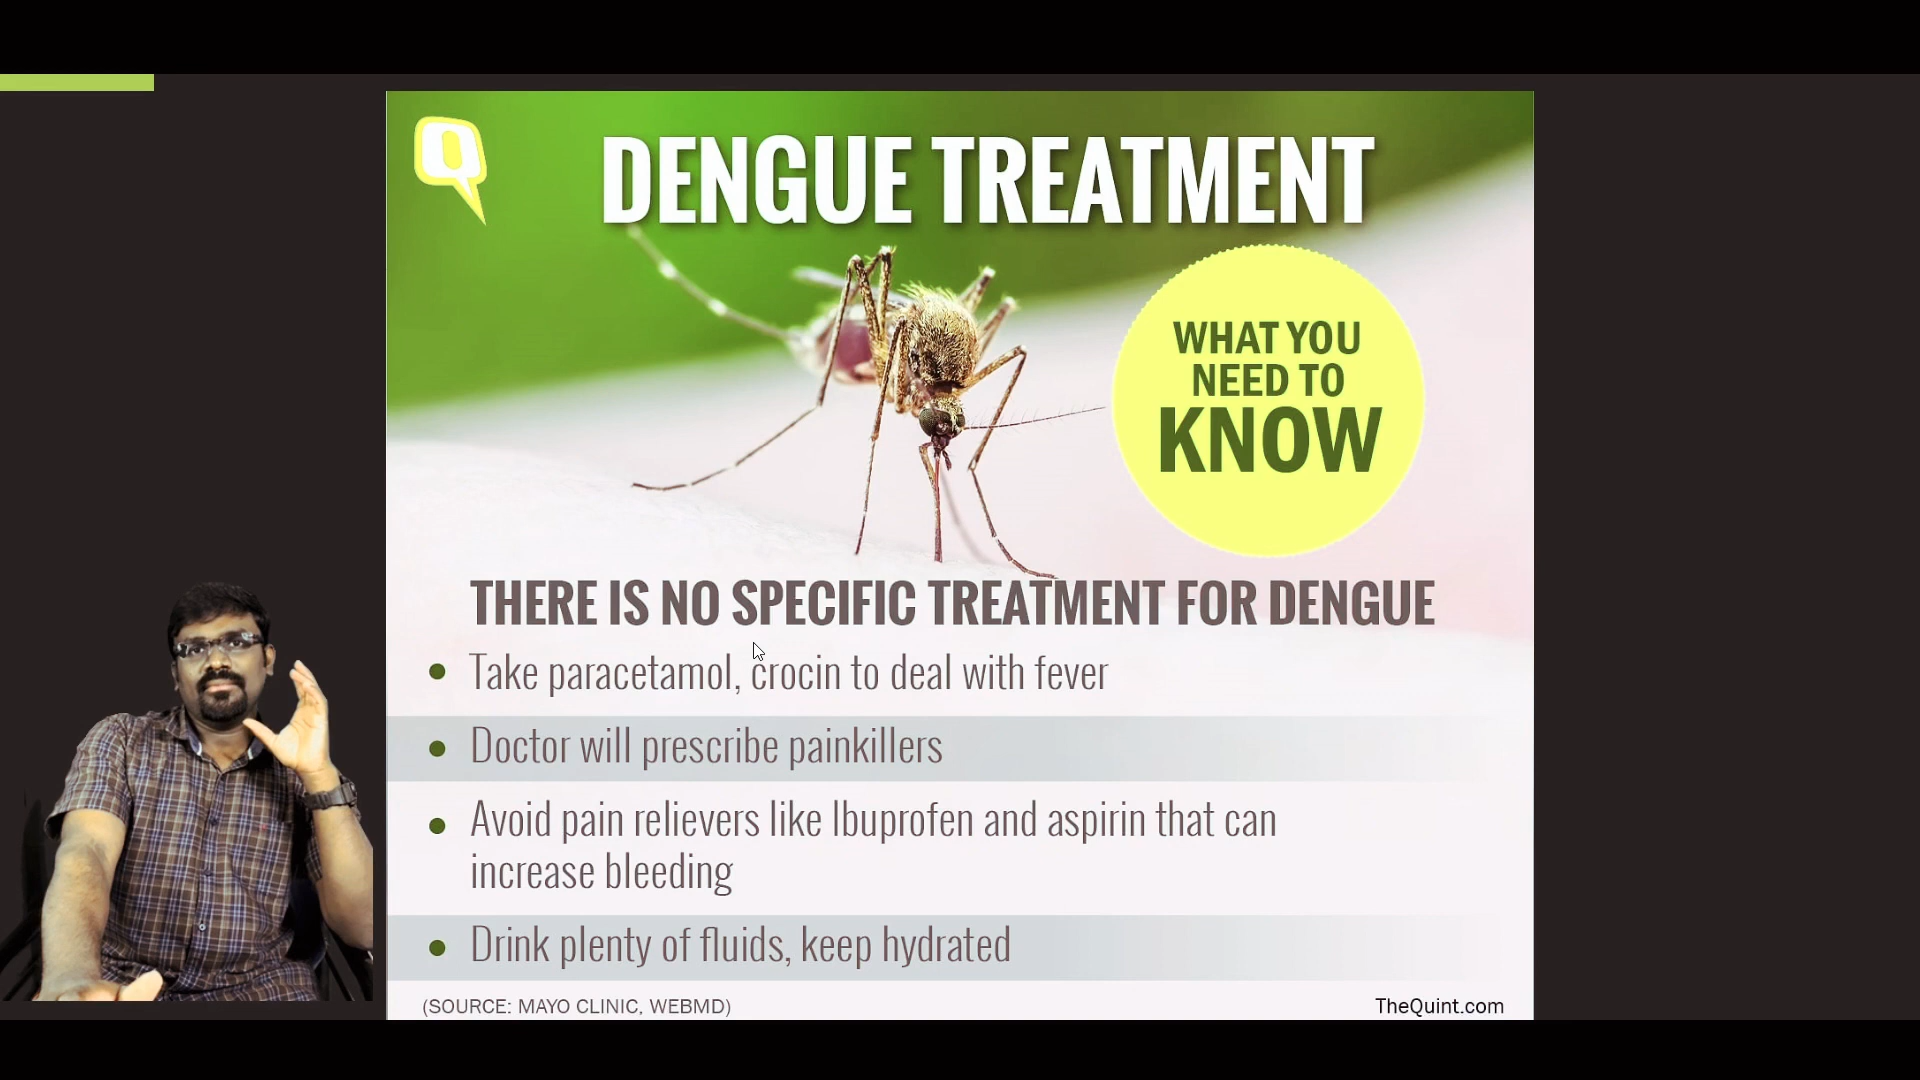 Q
DENGUE TREATMENT
WHAT YOU
NEED TO
KNOW
THERE IS NO SPECIFIC TREATMENT FOR DENGUE
Take paracetamol, crocin to deal with fever
Doctor will prescribe painkillers
Avoid pain relievers like Ibuprofen and aspirin that can
increase bleeding
Drink plenty of fluids, keep hydrated
(SOURCE: MAYO CLINIC, WEBMD)
TheQuint.com